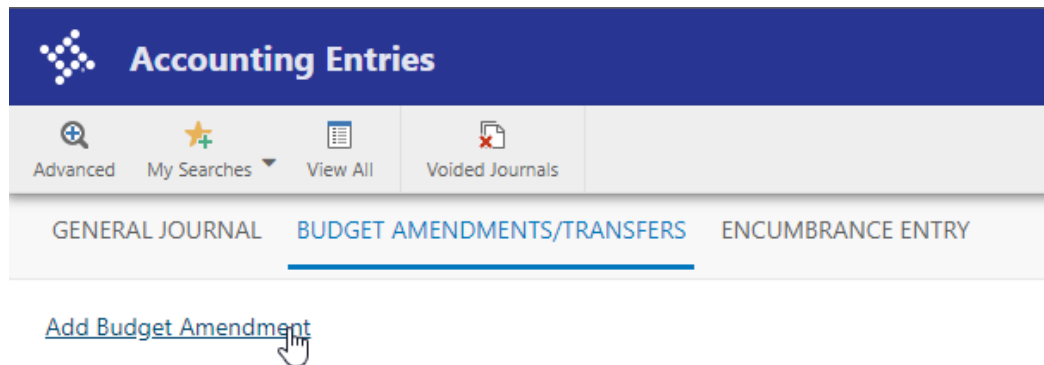 Accounting Entries
Advanced My Searches View All Voided Journals
GENERAL JOURNAL BUDGET AMENDMENTS/TRANSFERS ENCUMBRANCE ENTRY
Add Budget Amendment